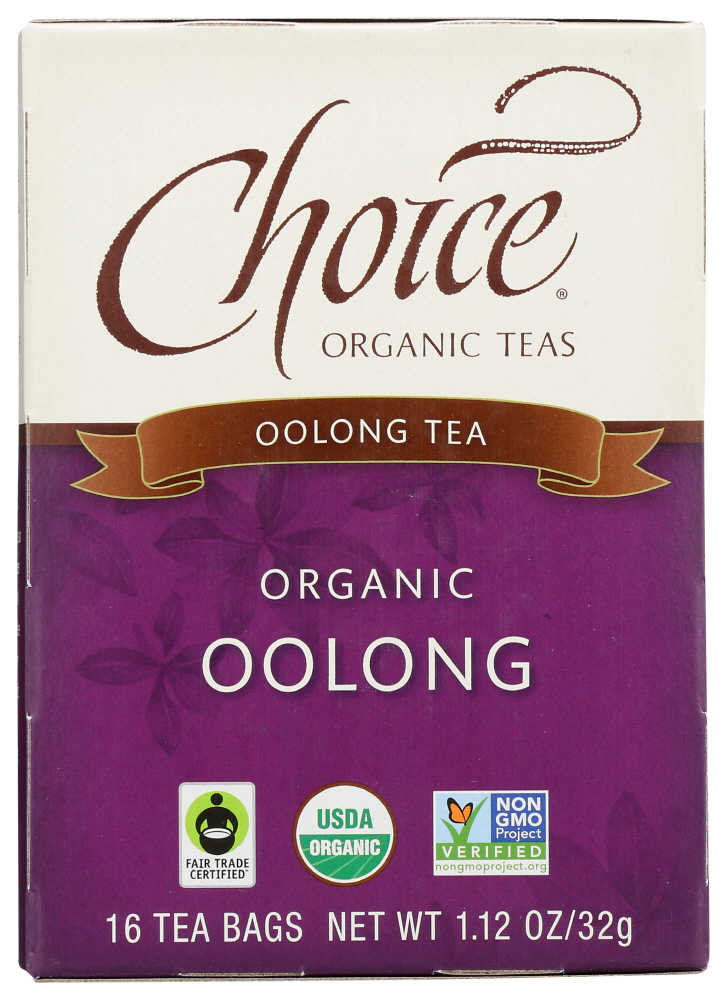 Choice®
ORGANIC TEAS
OOLONG TEA
ORGANIC
OOLONG
FAIR TRADE
CERTIFIED™
USDA
ORGANIC
NON
GMO
Project
VERIFIED
nongmoproject.org
16 TEA BAGS NET WT 1.12 OZ/32g